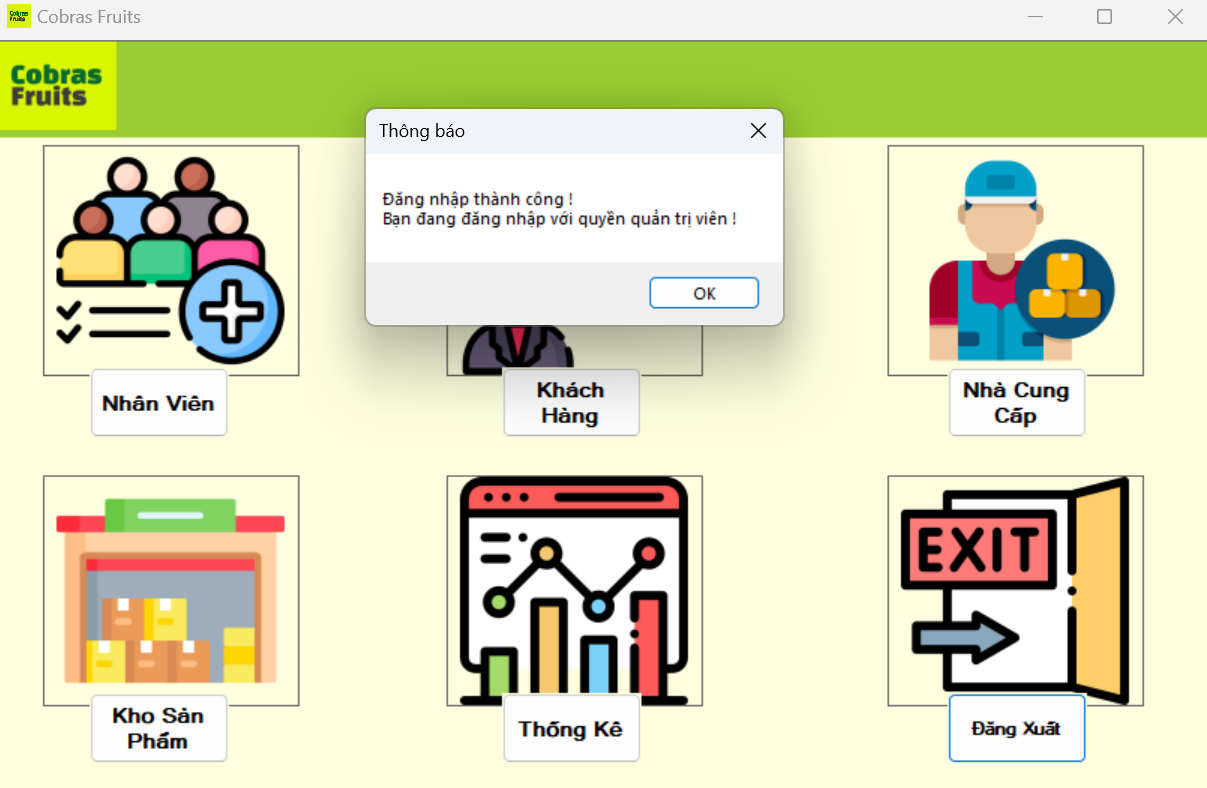 Cobras Fruits
Cobras
Fruits
Thông báo
Đăng nhập thành công !
Bạn đang đăng nhập với quyền quản trị viên !
OK
Nhân Viên
Khách
Hàng
Nhà Cung
Cấp
EXIT
Kho Sản
Phẩm
Thống Kê
Đăng Xuất